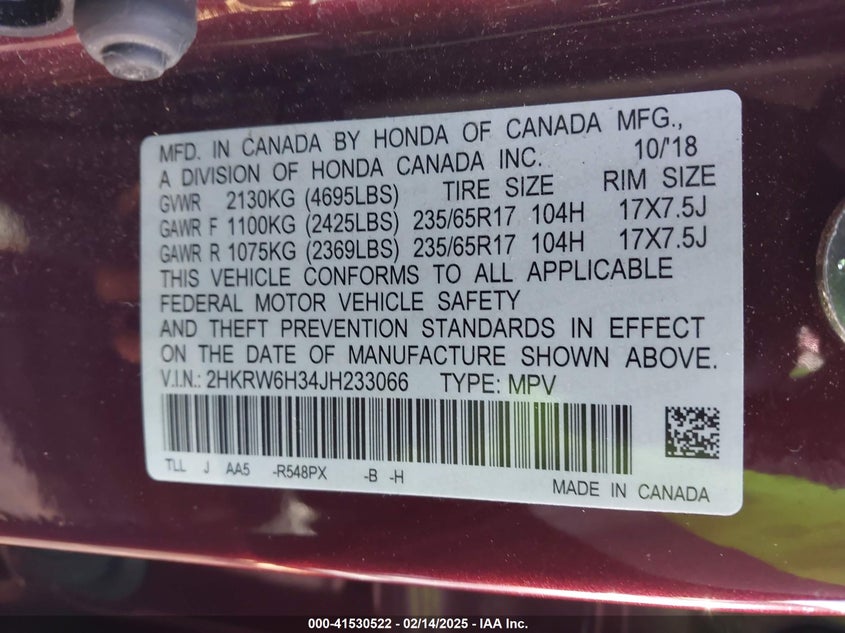 MFD. IN CANADA BY HONDA OF CANADA MFG.,
A DIVISION OF HONDA CANADA INC. 10/'18
GVWR 2130KG (4695LBS) TIRE SIZE RIM SIZE
GAWR F 1100KG (2425LBS) 235/65R17 104H 17X7.5J
GAWR R 1075KG (2369LBS) 235/65R17 104H 17X7.5J
THIS VEHICLE CONFORMS TO ALL APPLICABLE
FEDERAL MOTOR VEHICLE SAFETY
AND THEFT PREVENTION STANDARDS IN EFFECT
ON THE DATE OF MANUFACTURE SHOWN ABOVE.
V.I.N.: 2HKRW6H34JH233066 TYPE: MPV
TLL J AA5 -R548PX -B -H
MADE IN CANADA
000-41530522 - 02/14/2025 - IAA Inc.